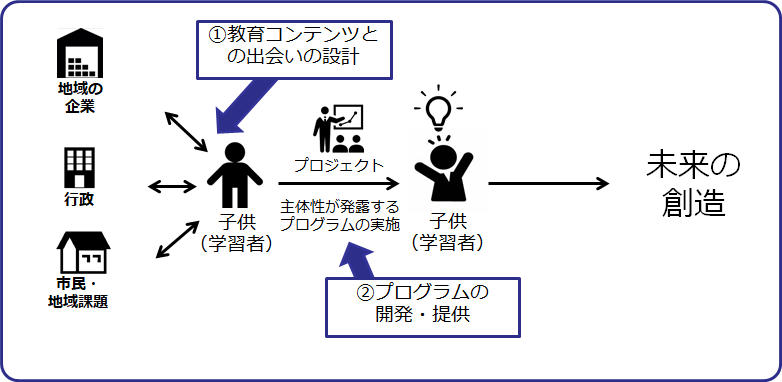 ①教育コンテンツと
の出会いの設計
地域の
企業
行政
市民・
地域課題
子供
（学習者）
プロジェクト
主体性が発露する
プログラムの実施
子供
（学習者）
未来の
創造
②プログラムの
開発・提供